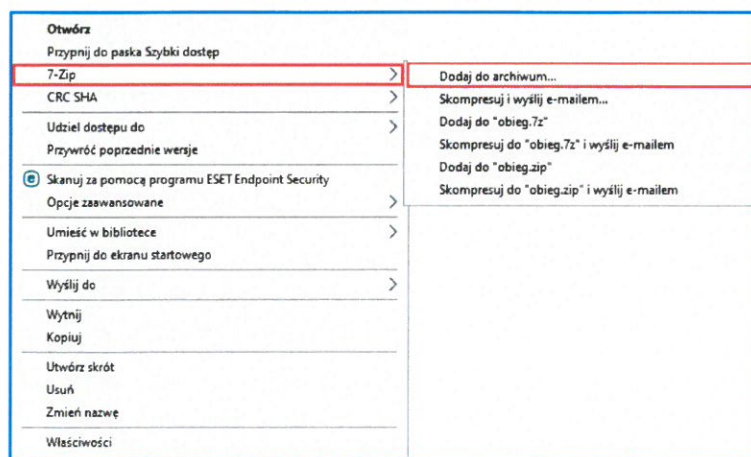 Otwórz
Przypnij do paska Szybki dostęp
7-Zip
CRC SHA
Udziel dostępu do
Przywróć poprzednie wersje
Skanuj za pomocą programu ESET Endpoint Security
Opcje zaawansowane
Umieść w bibliotece
Przypnij do ekranu startowego
Wyślij do
Wytnij
Kopiuj
Utwórz skrót
Usuń
Zmień nazwę
Właściwości
Dodaj do archiwum...
Skompresuj i wyślij e-mailem...
Dodaj do "obieg.7z"
Skompresuj do "obieg.7z" i wyślij e-mailem
Dodaj do "obieg.zip"
Skompresuj do "obieg.zip" i wyślij e-mailem